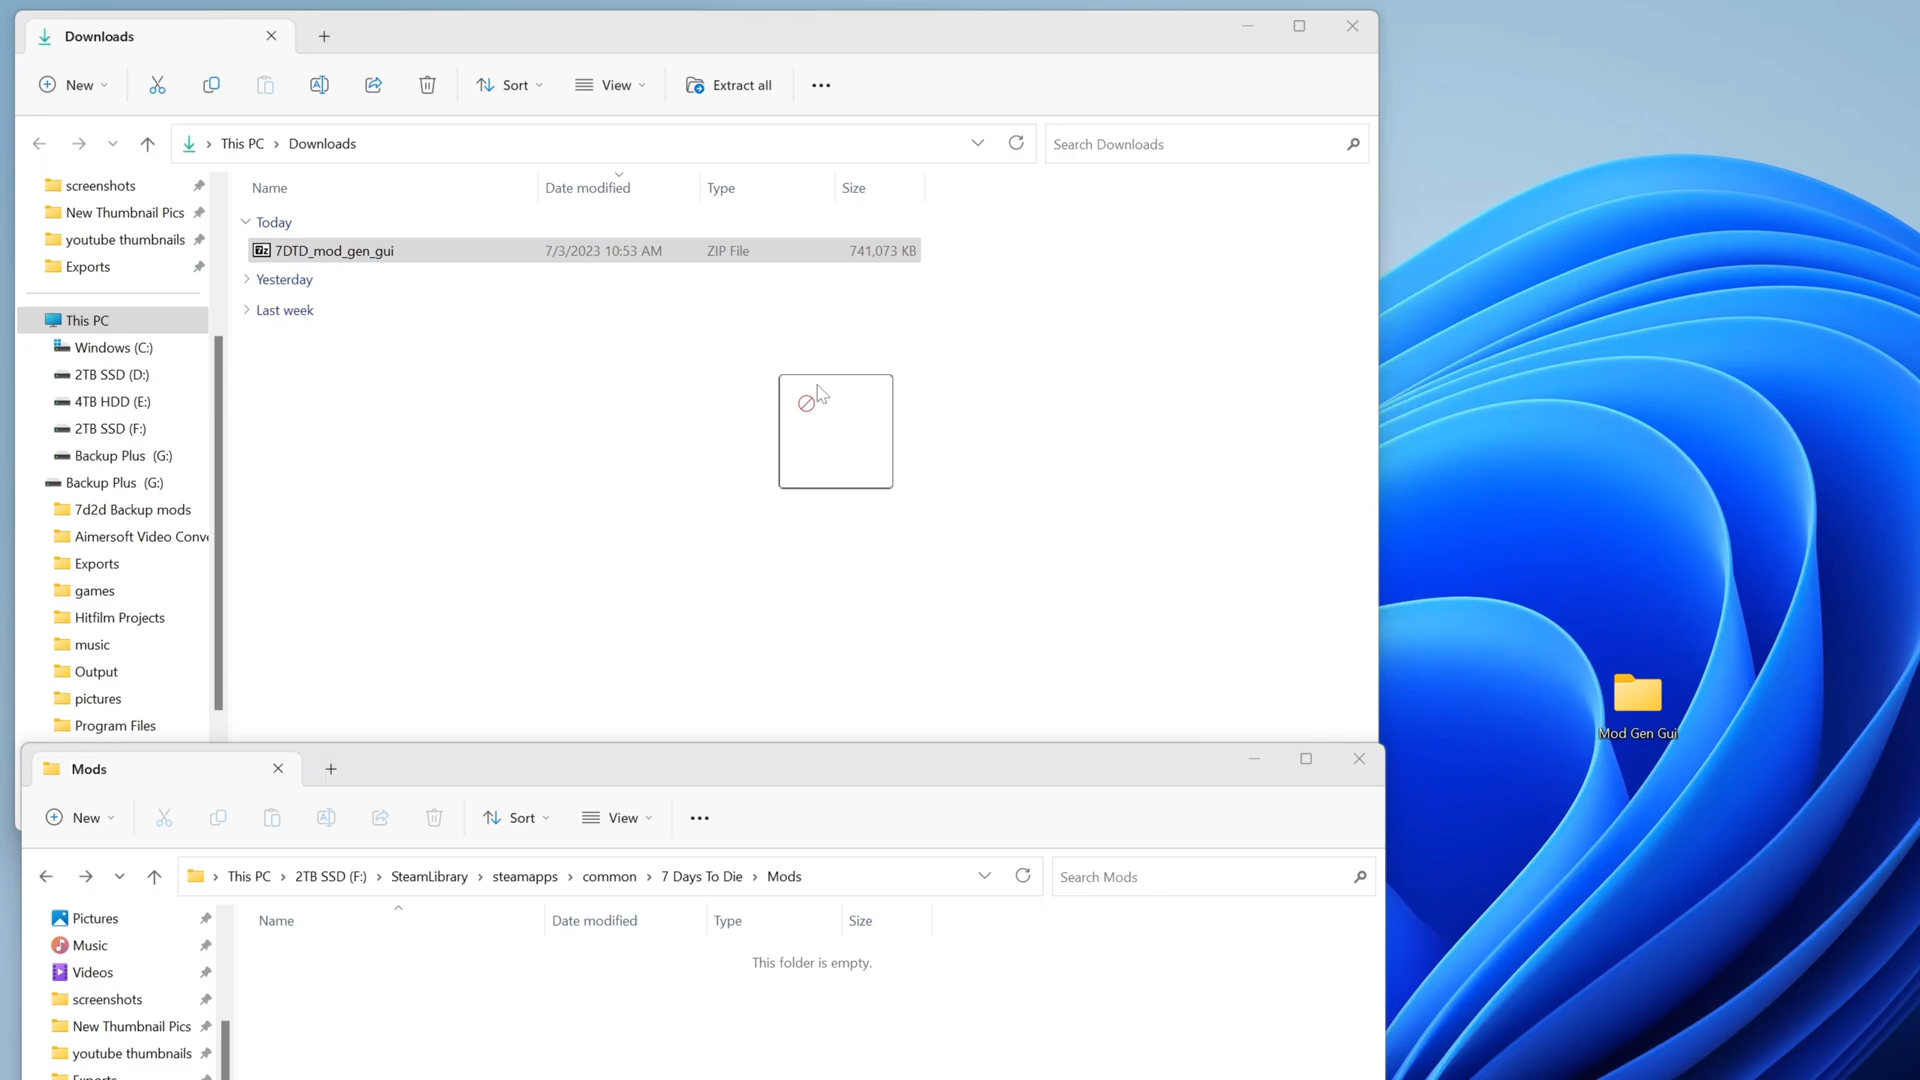 Downloads
New
Sort
View
Extract all
This PC > Downloads
Search Downloads
screenshots
New Thumbnail Pics
youtube thumbnails
Exports
This PC
Windows (C:)
2TB SSD (D:)
4TB HDD (E:)
2TB SSD (F:)
Backup Plus (G:)
Backup Plus (G:)
7d2d Backup mods
Aimersoft Video Conve
Exports
games
Hitfilm Projects
music
Output
pictures
Program Files
Name Date modified Type Size
Today
7z 7DTD_mod_gen_gui 7/3/2023 10:53 AM ZIP File 741,073 KB
Yesterday
Last week
Mod Gen Gui
Mods
New
Sort
View
This PC > 2TB SSD (F:) > SteamLibrary > steamapps > common > 7 Days To Die > Mods
Search Mods
Pictures
Music
Videos
screenshots
New Thumbnail Pics
youtube thumbnails
Exports
Name Date modified Type Size
This folder is empty.